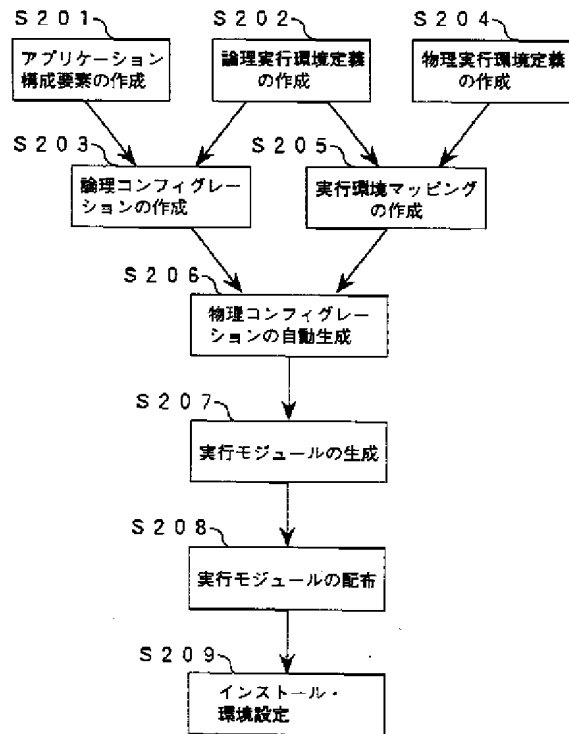 S201
アプリケーション
構成要素の作成
S202
論理実行環境定義
の作成
S204
物理実行環境定義
の作成
S203
論理コンフィグレー
ションの作成
S205
実行環境マッピング
の作成
S206
物理コンフィグレー
ションの自動生成
S207
実行モジュールの生成
S208
実行モジュールの配布
S209
インストール・
環境設定